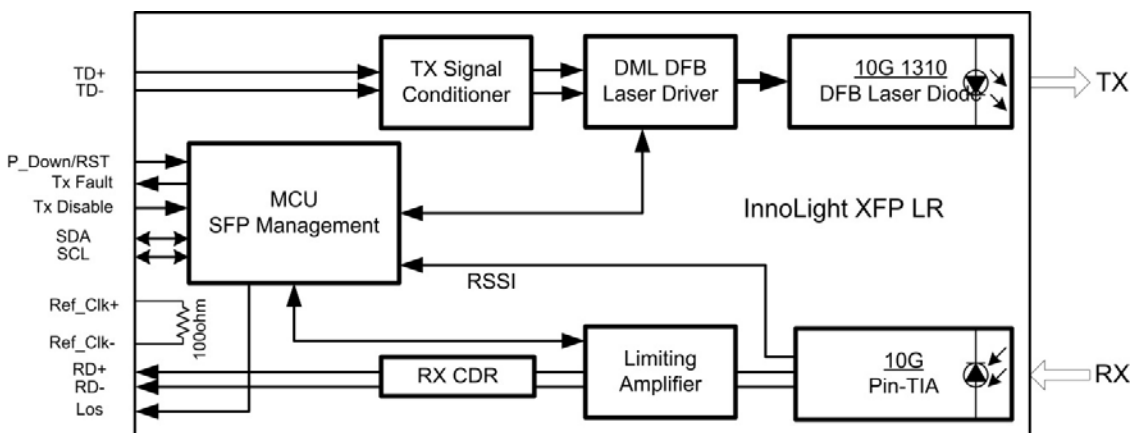 TD+
TD-
TX Signal
Conditioner
DML DFB
Laser Driver
10G 1310
DFB Laser Diode
TX
P_Down/RST
Tx Fault
Tx Disable
SDA
SCL
MCU
SFP Management
InnoLight XFP LR
RSSI
Ref_Clk+
Ref_Clk-
100ohm
RD+
RD-
Los
RX CDR
Limiting
Amplifier
10G
Pin-TIA
RX